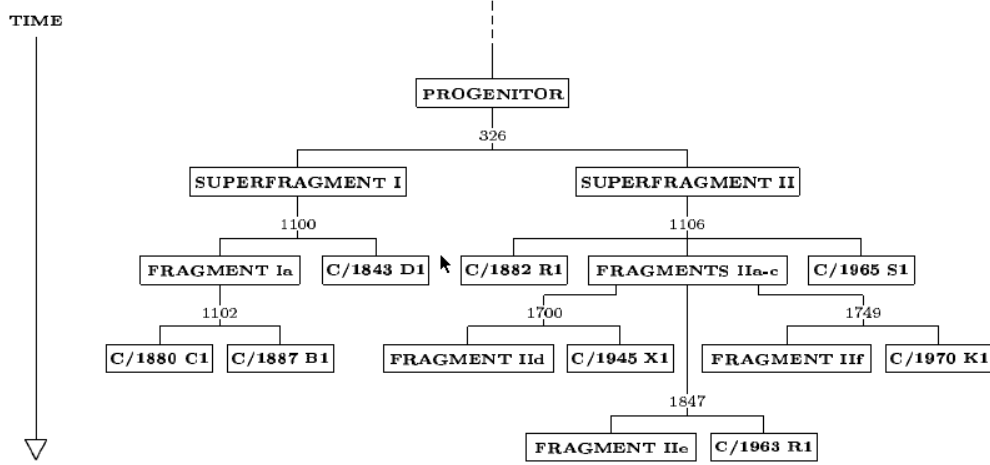 TIME
PROGENITOR
326
SUPERFRAGMENT I
SUPERFRAGMENT II
1100
1106
FRAGMENT Ia
C/1843 D1
C/1882 R1
FRAGMENTS IIa-c
C/1965 S1
1102
1700
1749
C/1880 C1
C/1887 B1
FRAGMENT IId
C/1945 X1
FRAGMENT IIf
C/1970 K1
1847
FRAGMENT IIe
C/1963 R1